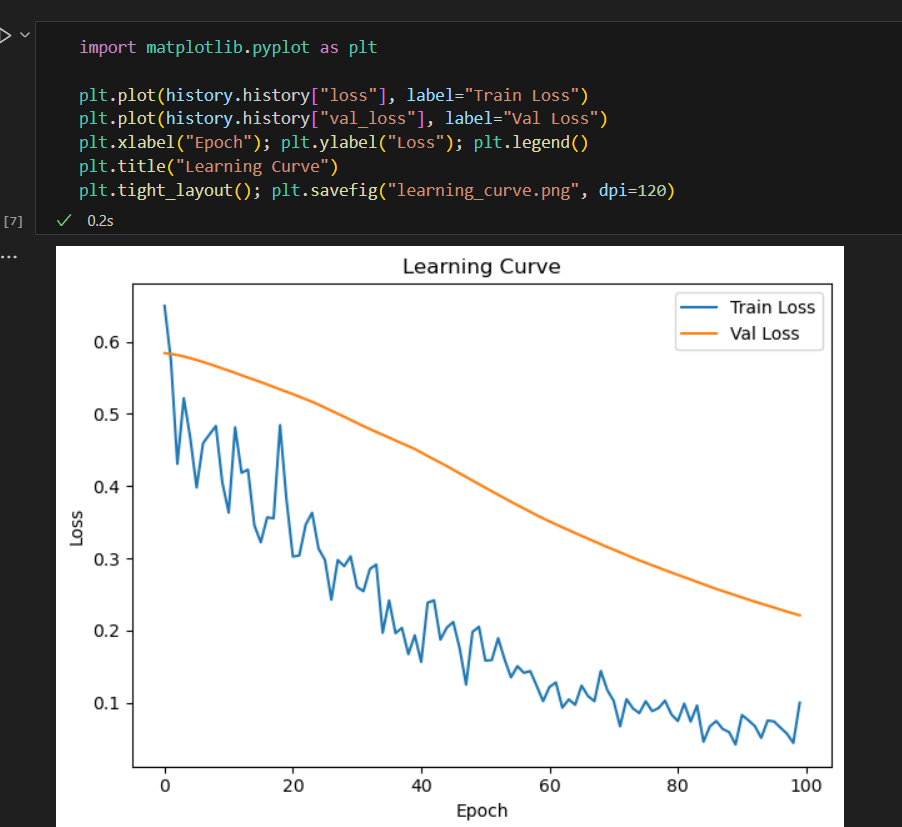 import matplotlib.pyplot as plt
plt.plot(history.history["loss"], label="Train Loss")
plt.plot(history.history["val_loss"], label="Val Loss")
plt.xlabel("Epoch"); plt.ylabel("Loss"); plt.legend()
plt.title("Learning Curve")
plt.tight_layout(); plt.savefig("learning_curve.png", dpi=120)
[7]
0.2s
...
Learning Curve
Train Loss
Val Loss
0.6
0.5
0.4
0.3
0.2
0.1
Loss
0 20 40 60 80 100
Epoch